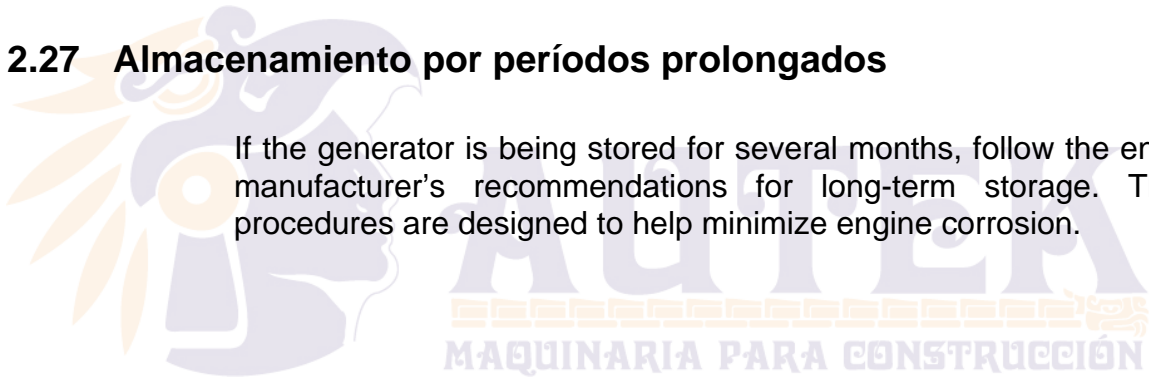 2.27 Almacenamiento por períodos prolongados
If the generator is being stored for several months, follow the
manufacturer's recommendations for long-term storage.
procedures are designed to help minimize engine corrosion.
AUTEK
MAQUINARIA PARA CONSTRUCCIÓN